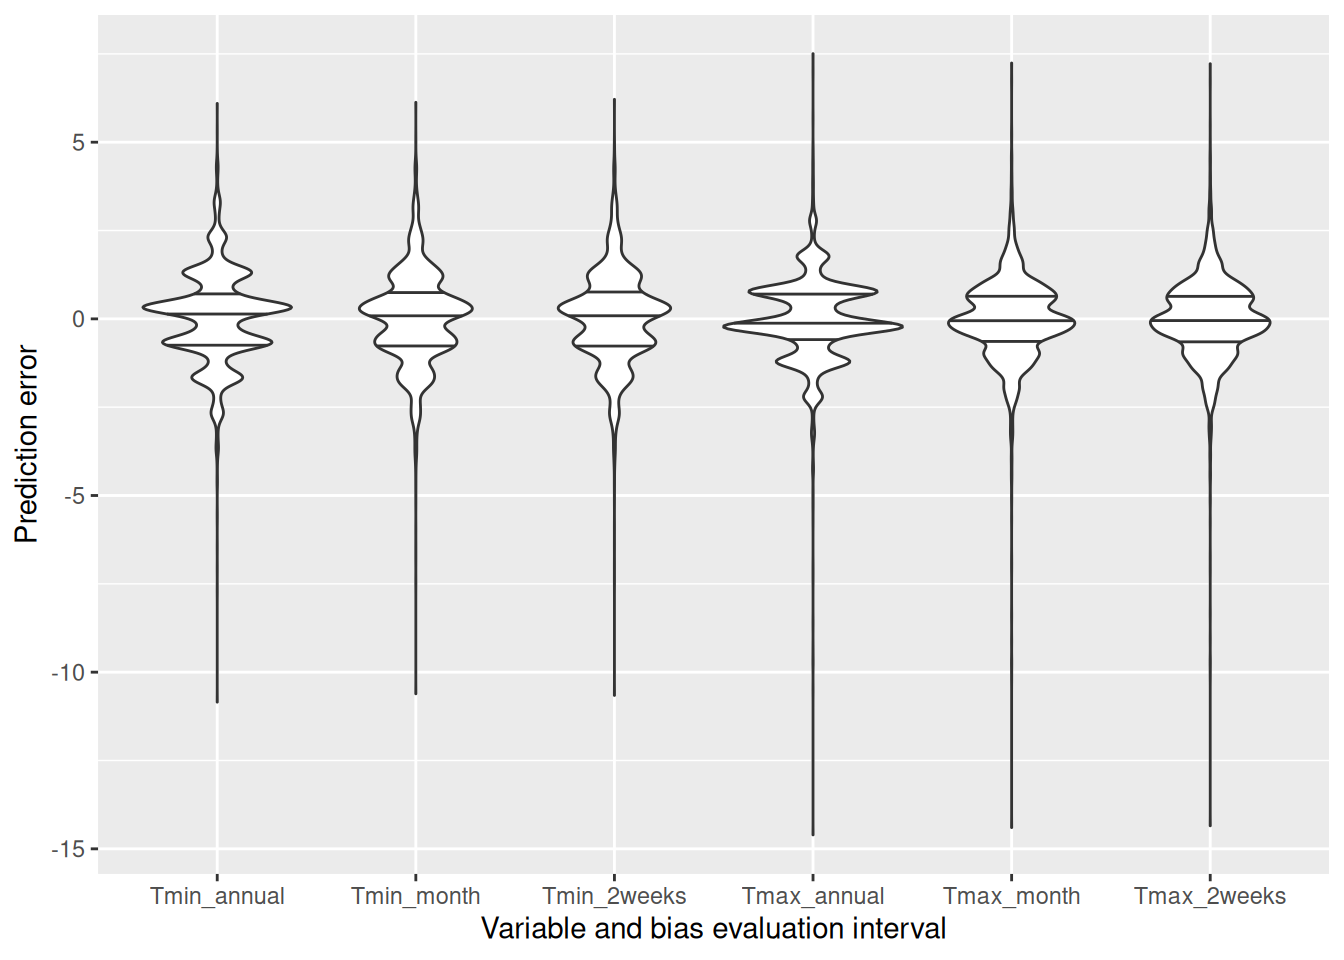 Prediction error
5
0
-5
-10
-15
Tmin_annual Tmin_month Tmin_2weeks Tmax_annual Tmax_month Tmax_2weeks
Variable and bias evaluation interval